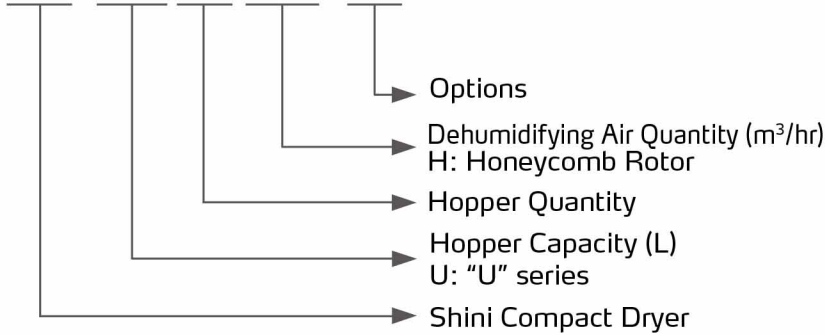 Options
Dehumidifying Air Quantity (m³/hr)
H: Honeycomb Rotor
Hopper Quantity
Hopper Capacity (L)
U: “U” series
Shini Compact Dryer